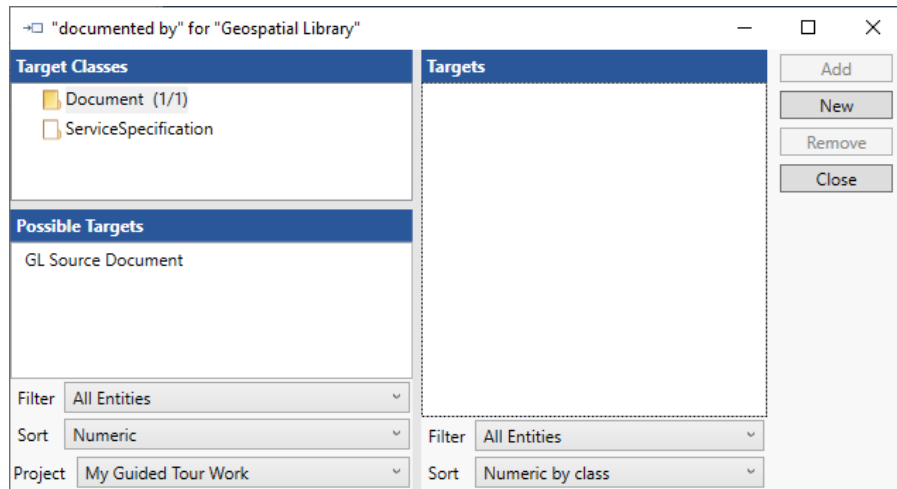 "documented by" for "Geospatial Library"
Target Classes
Document (1/1)
ServiceSpecification
Possible Targets
GL Source Document
Filter All Entities
Sort Numeric
Project My Guided Tour Work
Targets
Filter All Entities
Sort Numeric by class
Add
New
Remove
Close